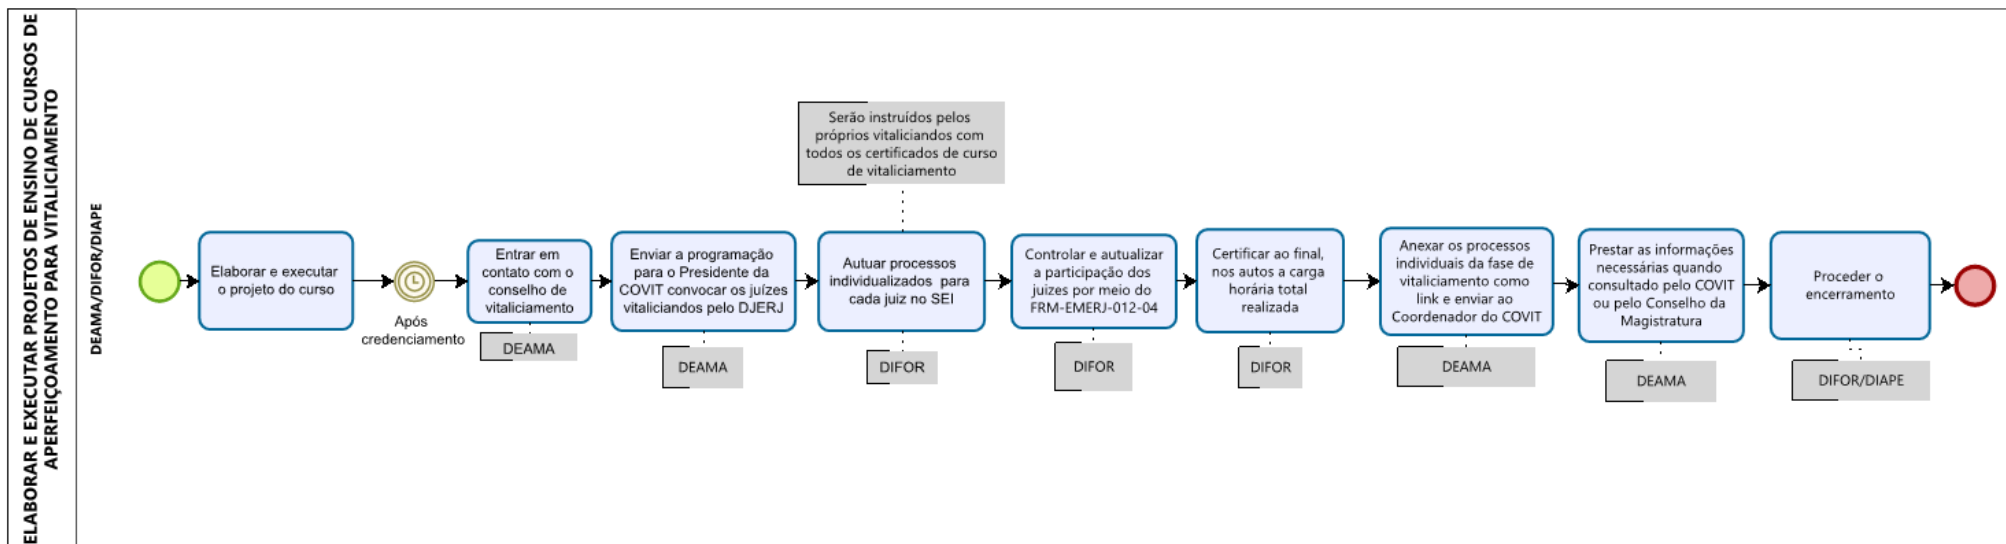 ELABORAR E EXECUTAR PROJETOS DE ENSINO DE CURSOS DE
APERFEIÇOAMENTO PARA VITALICIAMENTO
DEAMA/DIFOR/DIAPE
Elaborar e executar
o projeto do curso
Após
credenciamento
Entrar em
contato com o
conselho de
vitaliciamento
DEAMA
Enviar a programação
para o Presidente da
COVIT convocar os juízes
vitaliciandos pelo DJERJ
DEAMA
Serão instruídos pelos
próprios vitaliciandos com
todos os certificados de curso
de vitaliciamento
Autuar processos
individualizados para
cada juiz no SEI
DIFOR
Controlar e autualizar
a participação dos
juizes por meio do
FRM-EMERJ-012-04
DIFOR
Certificar ao final,
nos autos a carga
horária total
realizada
DIFOR
Anexar os processos
individuais da fase de
vitaliciamento como
link e enviar ao
Coordenador do COVIT
DEAMA
Prestar as informações
necessárias quando
consultado pelo COVIT
ou pelo Conselho da
Magistratura
DEAMA
Proceder o
encerramento
DIFOR/DIAPE